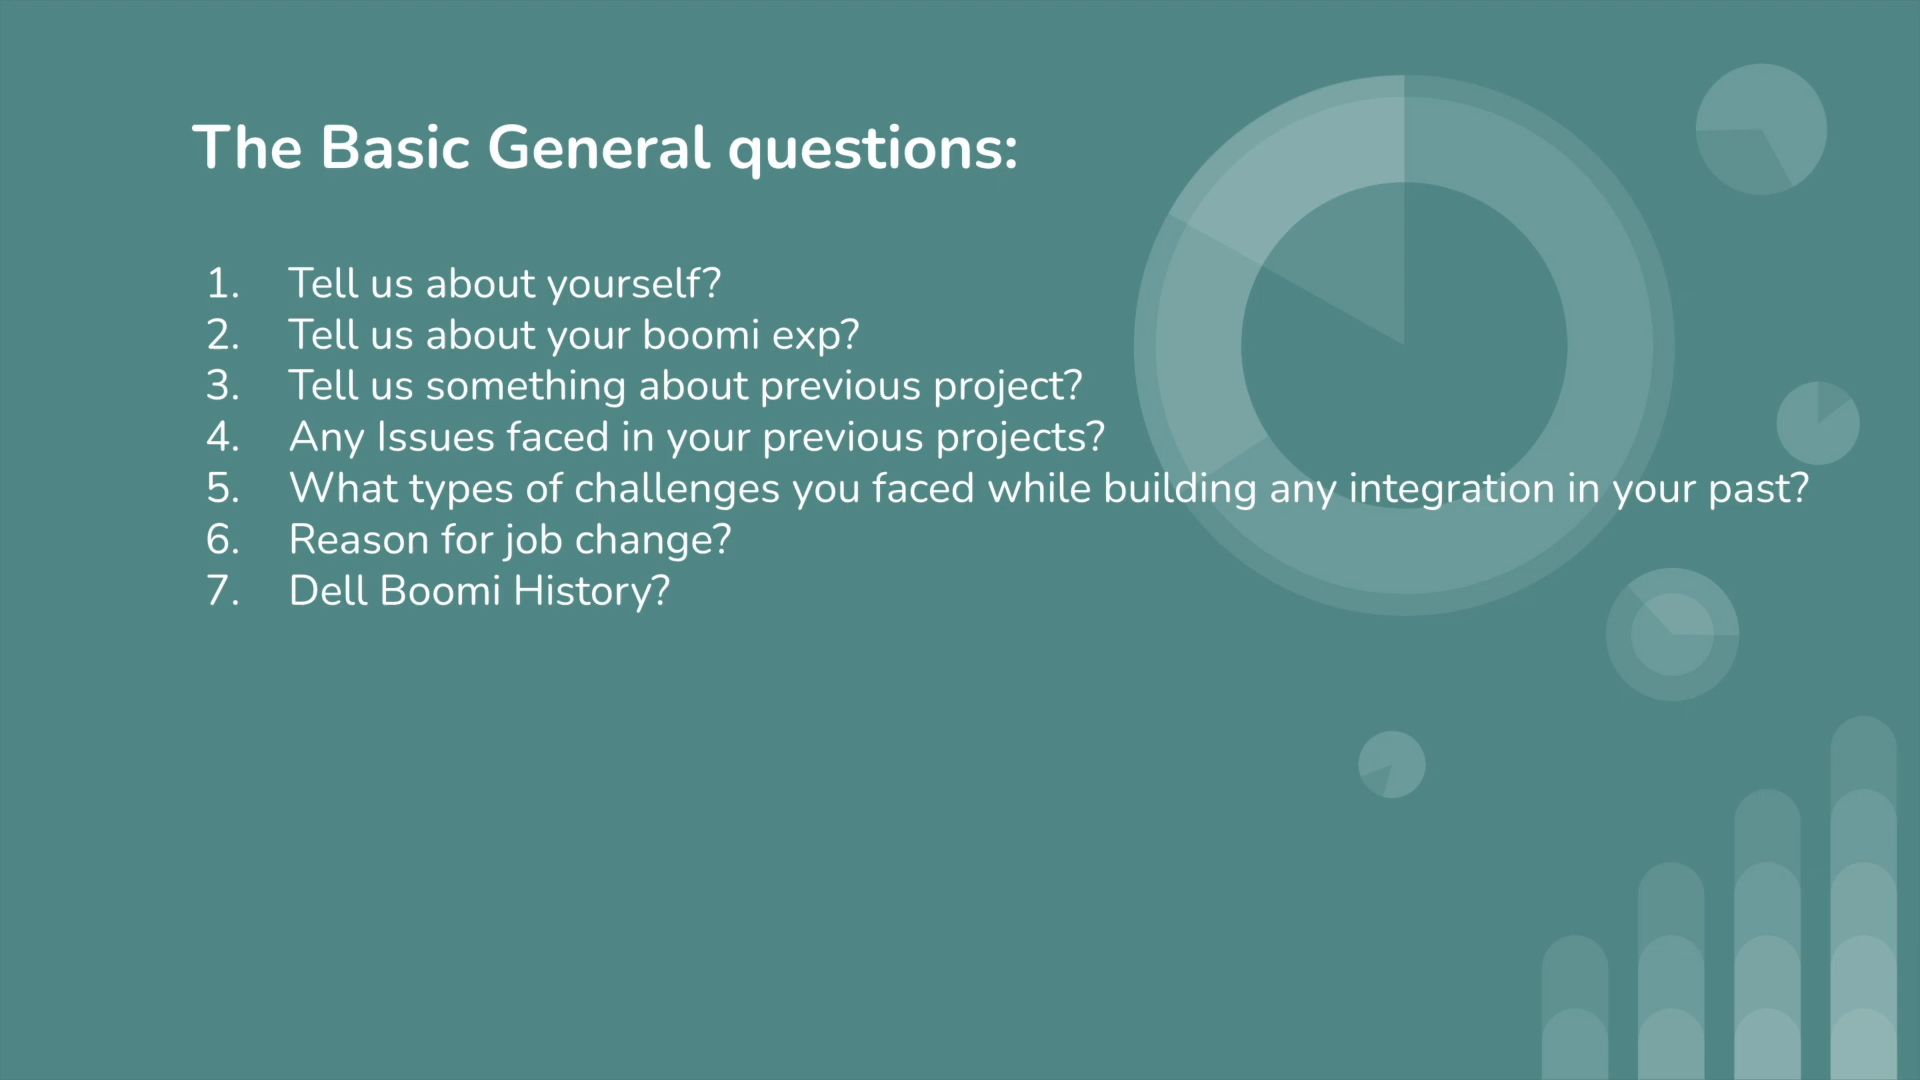 The Basic General questions:
1. Tell us about yourself?
2. Tell us about your boomi exp?
3. Tell us something about previous project?
4. Any Issues faced in your previous projects?
5. What types of challenges you faced while building any integration in your past?
6. Reason for job change?
7. Dell Boomi History?